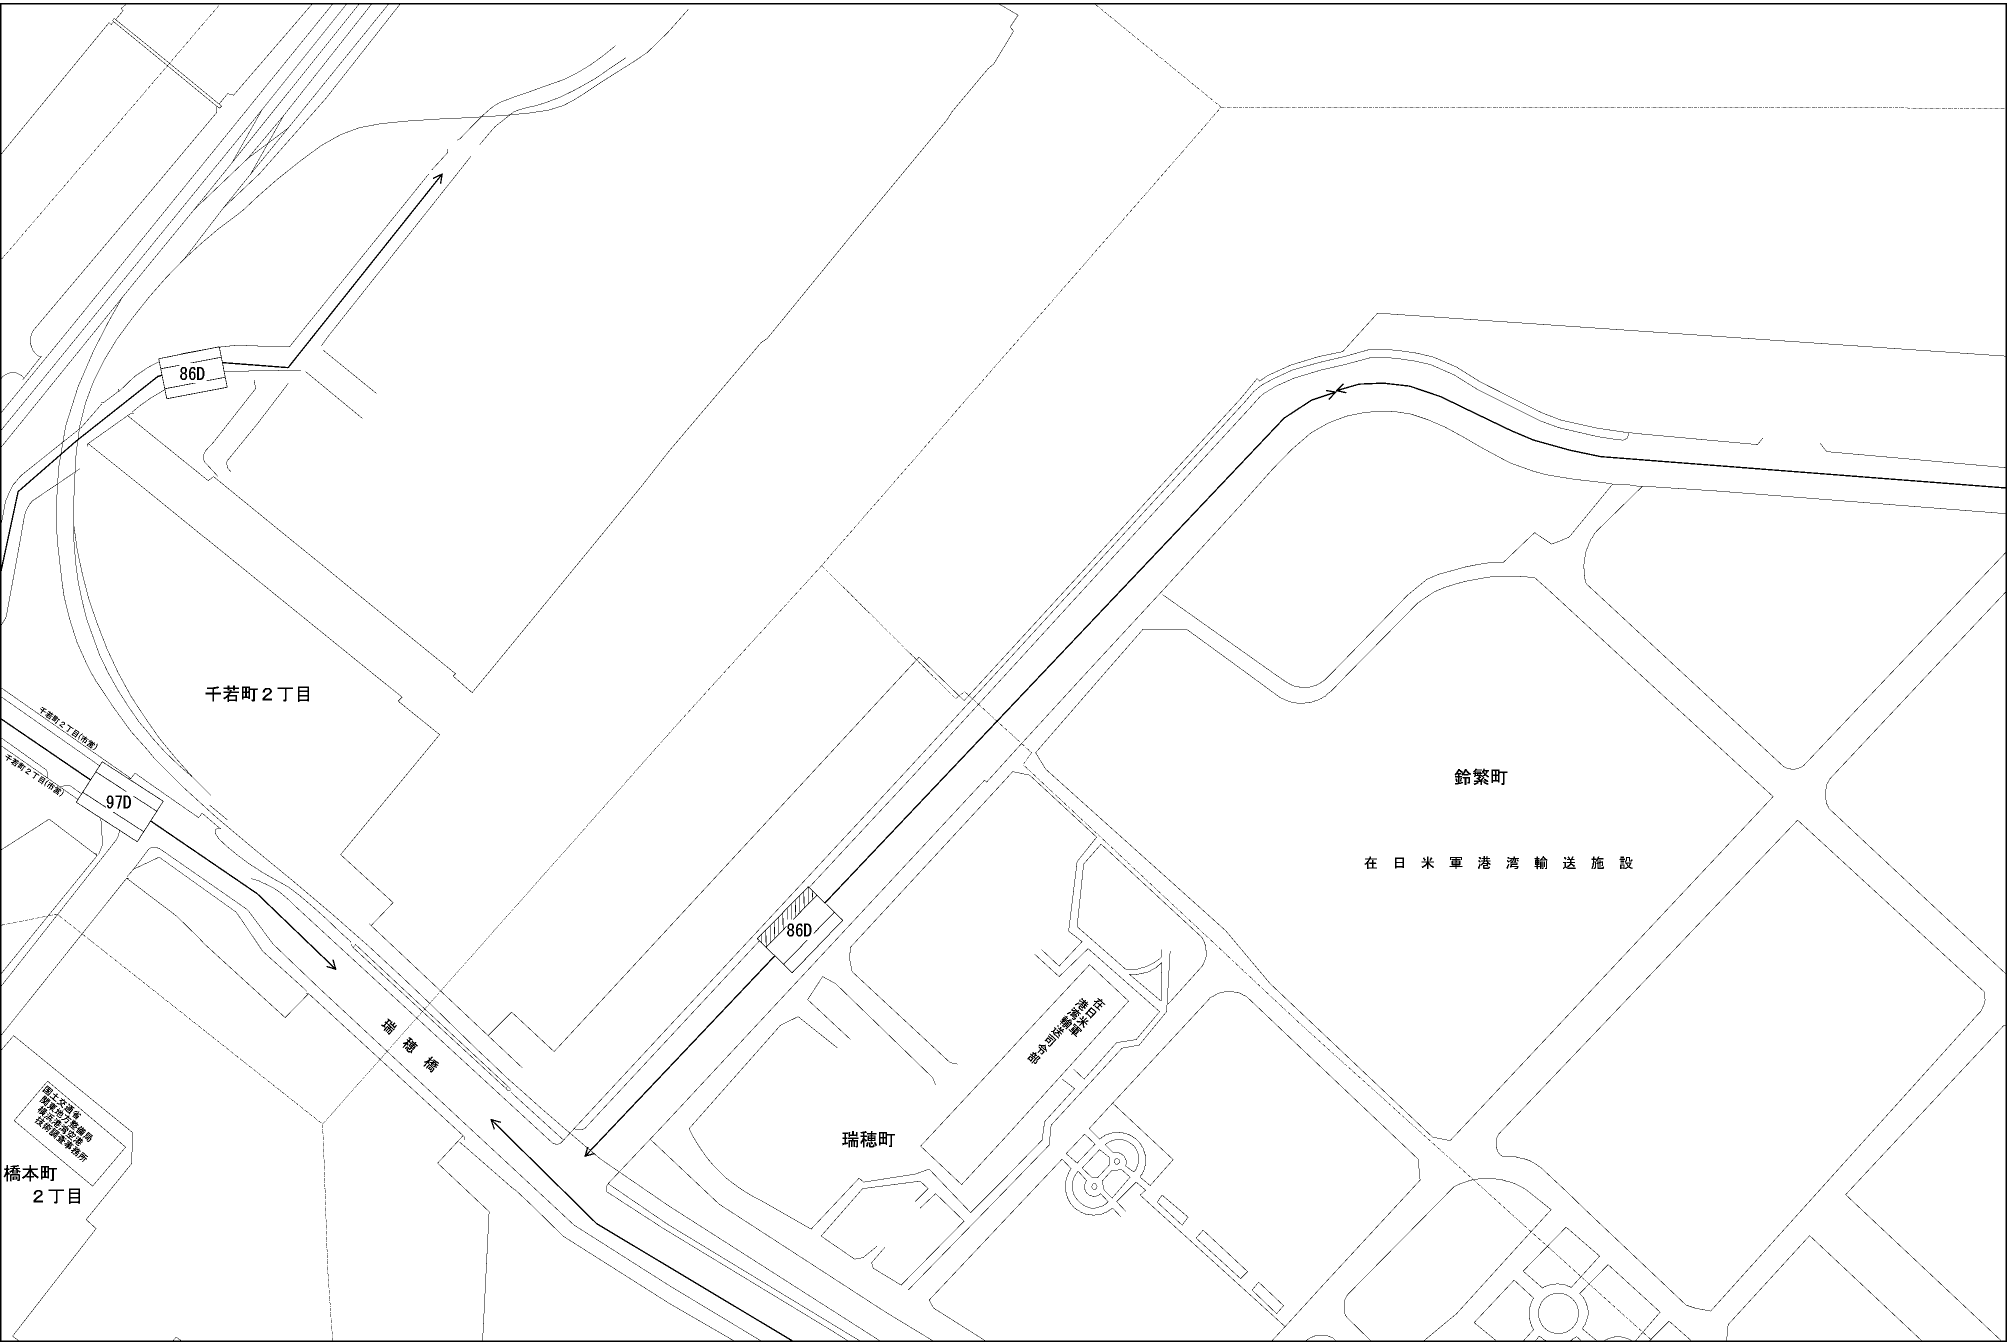 86D
千若町２丁目
千若町２丁目(市営)
千若町２丁目(市営)
97D
鈴繁町
在日米軍港湾輸送施設
86D
在日米軍
港湾輸送司令部
瑞穂橋
瑞穂町
国土交通省
関東地方整備局
横浜港湾空港
技術調査事務所
橋本町
２丁目